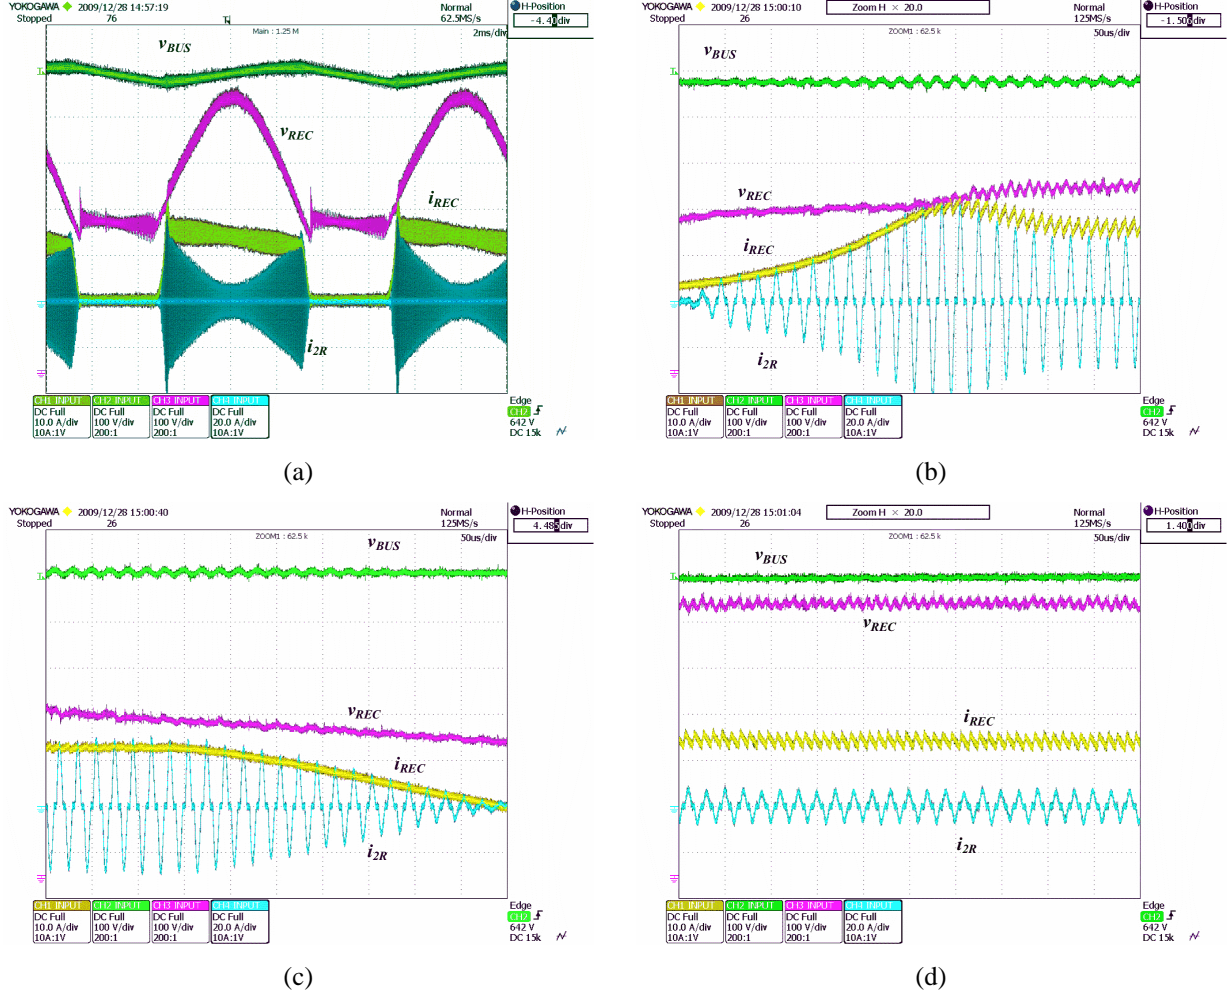 YOKOGAWA ◆ 2009/12/28 14:57:19 Normal H-Position
Stopped 76 62.5MS/s -4.40div
Main : 1.25 M 2ms/div
vBUS
vREC
iREC
i2R
CH1 INPUT CH2 INPUT CH3 INPUT CH4 INPUT Edge
DC Full DC Full DC Full DC Full CH2
10.0 A/div 100 V/div 100 V/div 20.0 A/div 642 V
10A:1V 200:1 200:1 10A:1V DC 15k
(a)
YOKOGAWA ◆ 2009/12/28 15:00:10 Zoom H × 20.0 Normal H-Position
Stopped 26 125MS/s
ZOOM1 : 62.5 k 50us/div
vBUS
vREC
iREC
i2R
CH1 INPUT CH2 INPUT CH3 INPUT CH4 INPUT Edge
DC Full DC Full DC Full DC Full CH2
10.0 A/div 100 V/div 100 V/div 20.0 A/div 642 V
10A:1V 200:1 200:1 10A:1V DC 15k
(b)
YOKOGAWA ◆ 2009/12/28 15:00:40 Normal H-Position
Stopped 26 125MS/s
ZOOM1 : 62.5 k 50us/div
vBUS
vREC
iREC
i2R
CH1 INPUT CH2 INPUT CH3 INPUT CH4 INPUT Edge
DC Full DC Full DC Full DC Full CH2
10.0 A/div 100 V/div 100 V/div 20.0 A/div 642 V
10A:1V 200:1 200:1 10A:1V DC 15k
(c)
YOKOGAWA ◆ 2009/12/28 15:01:04 Zoom H × 20.0 Normal H-Position
Stopped 26 125MS/s 1.400div
ZOOM1 : 62.5 k 50us/div
vBUS
vREC
iREC
i2R
CH1 INPUT CH2 INPUT CH3 INPUT CH4 INPUT Edge
DC Full DC Full DC Full DC Full CH2
10.0 A/div 100 V/div 100 V/div 20.0 A/div 642 V
10A:1V 200:1 200:1 10A:1V DC 15k
(d)